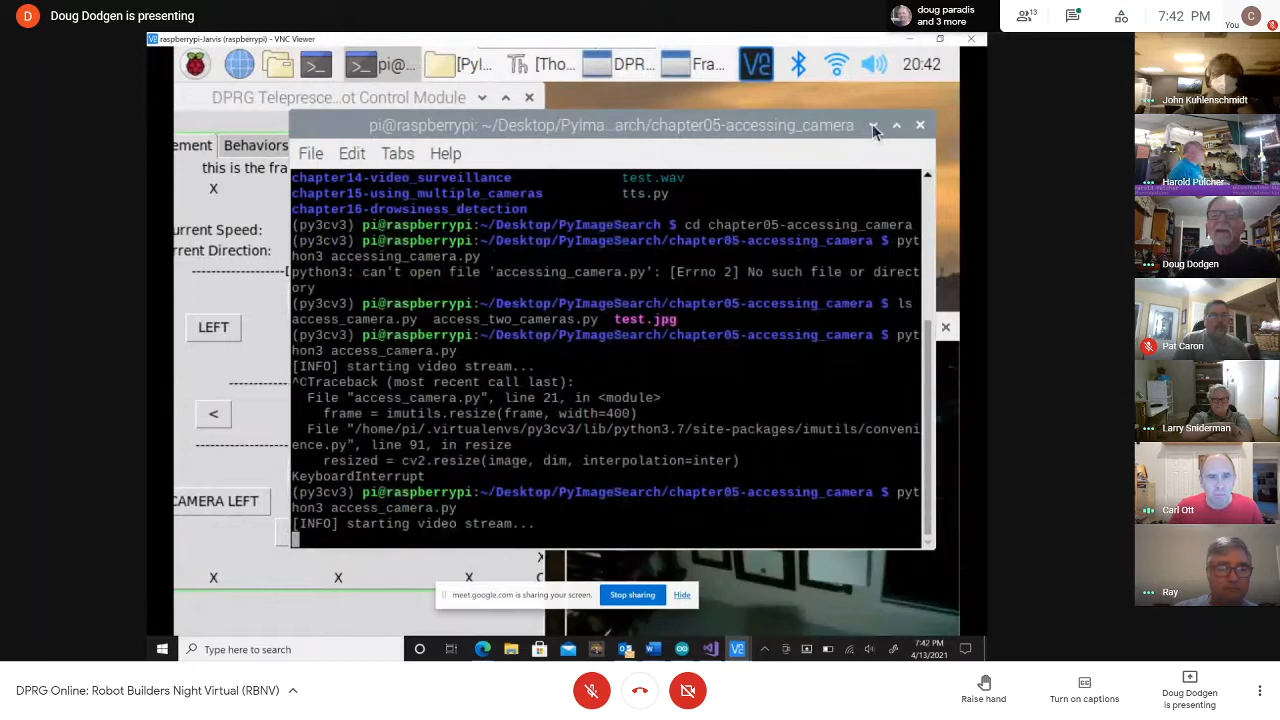 D Doug Dodgen is presenting
doug paradis
and 3 more
13
7:42 PM
C
You
raspberrypi-Jarvis (raspberrypi) - VNC Viewer
pi@...
[PyI
Th [Tho...
DPR...
Fra...
20:42
DPRG Telepresce...ot Control Module
pi@raspberrypi: ~/Desktop/PyIma...arch/chapter05-accessing_camera
File Edit Tabs Help
ement
Behaviors
this is the fra
X
urrent Speed:
rrent Direction:
-----------------[
LEFT
<
CAMERA LEFT
X X X
chapter14-video_surveillance test.wav
chapter15-using_multiple_cameras tts.py
chapter16-drowsiness_detection
(py3cv3) pi@raspberrypi:~/Desktop/PyImageSearch $ cd chapter05-accessing_camera
(py3cv3) pi@raspberrypi:~/Desktop/PyImageSearch/chapter05-accessing_camera $ pyt
hon3 accessing_camera.py
python3: can't open file 'accessing_camera.py': [Errno 2] No such file or direct
ory
(py3cv3) pi@raspberrypi:~/Desktop/PyImageSearch/chapter05-accessing_camera $ ls
access_camera.py access_two_cameras.py test.jpg
(py3cv3) pi@raspberrypi:~/Desktop/PyImageSearch/chapter05-accessing_camera $ pyt
hon3 access_camera.py
[INFO] starting video stream...
^CTraceback (most recent call last):
File "access_camera.py", line 21, in <module>
frame = imutils.resize(frame, width=400)
File "/home/pi/.virtualenvs/py3cv3/lib/python3.7/site-packages/imutils/conveni
ence.py", line 91, in resize
resized = cv2.resize(image, dim, interpolation=inter)
KeyboardInterrupt
(py3cv3) pi@raspberrypi:~/Desktop/PyImageSearch/chapter05-accessing_camera $ pyt
hon3 access_camera.py
[INFO] starting video stream...
meet.google.com is sharing your screen.
Stop sharing
Hide
Type here to search
7:42 PM
4/13/2021
John Kuhlenschmidt
Harold Pulcher
Doug Dodgen
Pat Caron
Larry Sniderman
Carl Ott
Ray
DPRG Online: Robot Builders Night Virtual (RBNV)
Raise hand
Turn on captions
Doug Dodgen
is presenting